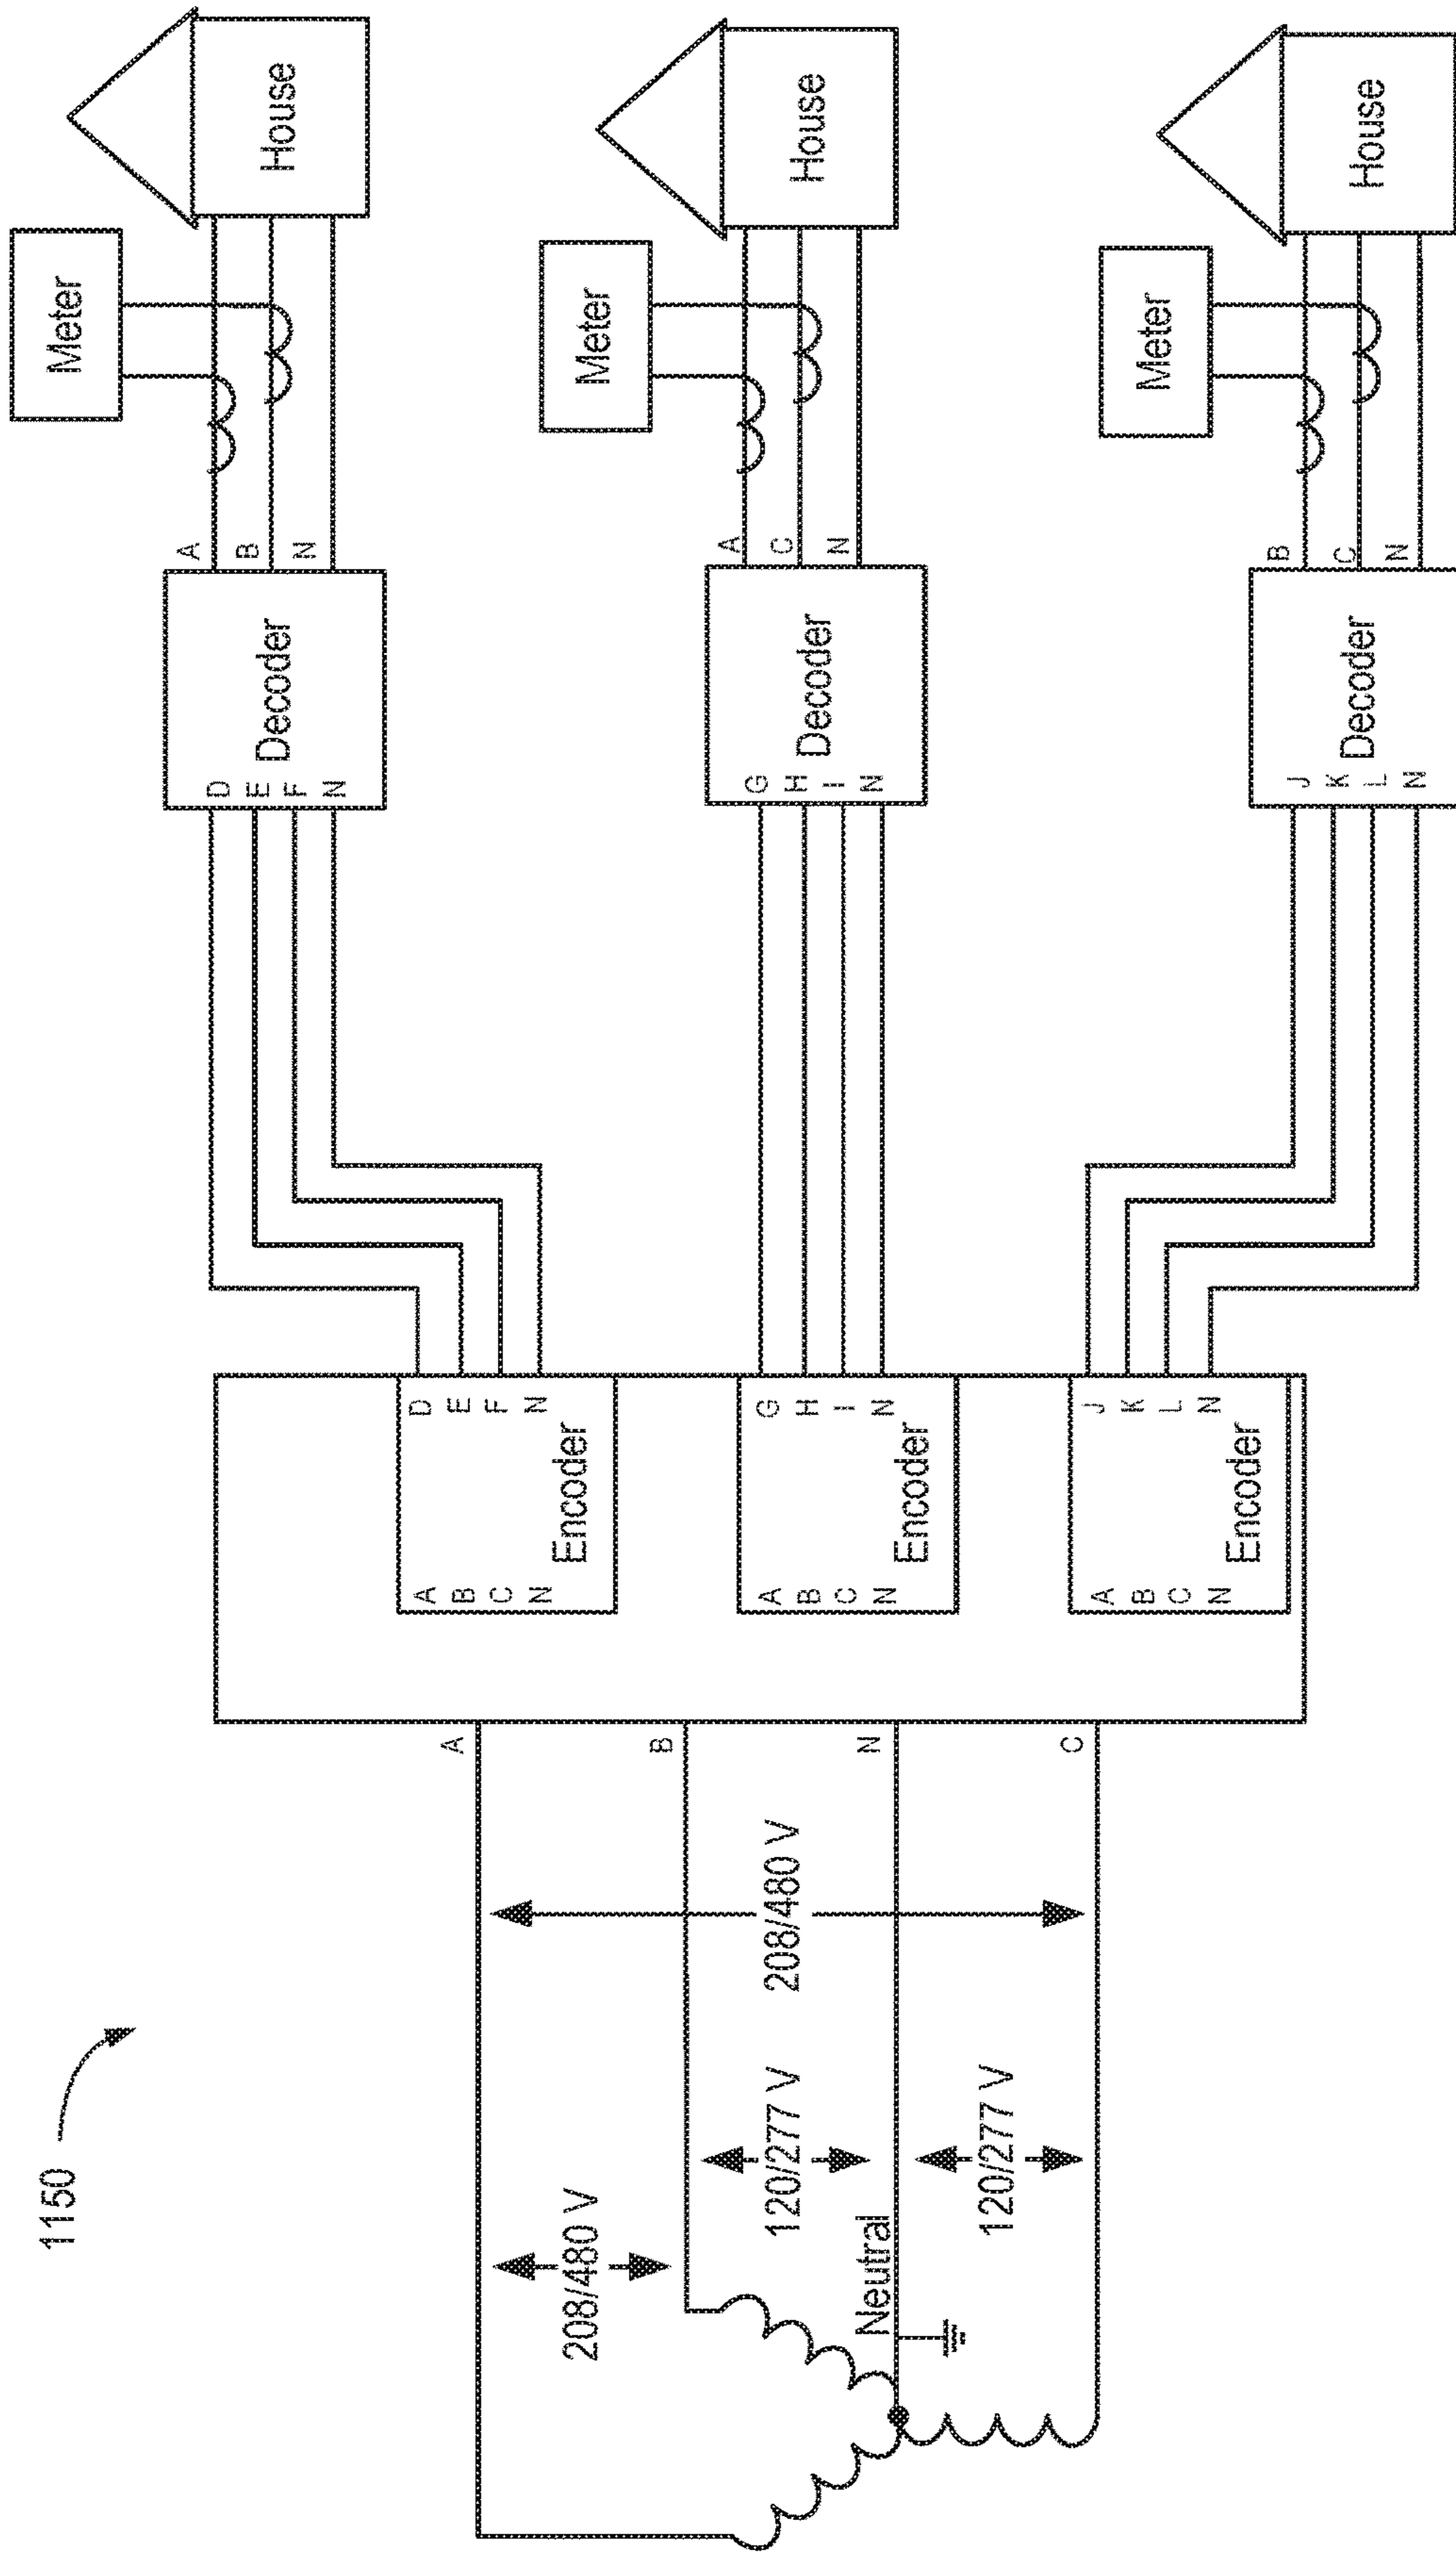 1150
208/480 V
120/277 V
Neutral
120/277 V
208/480 V
A
B
N
C
A
B
C
N
Encoder
D
E
F
N
A
B
C
N
Encoder
G
H
I
N
A
B
C
N
Encoder
J
K
L
N
D
E
F
N
Decoder
A
B
N
Meter
House
G
H
I
N
Decoder
A
C
N
Meter
House
J
K
L
N
Decoder
B
C
N
Meter
House